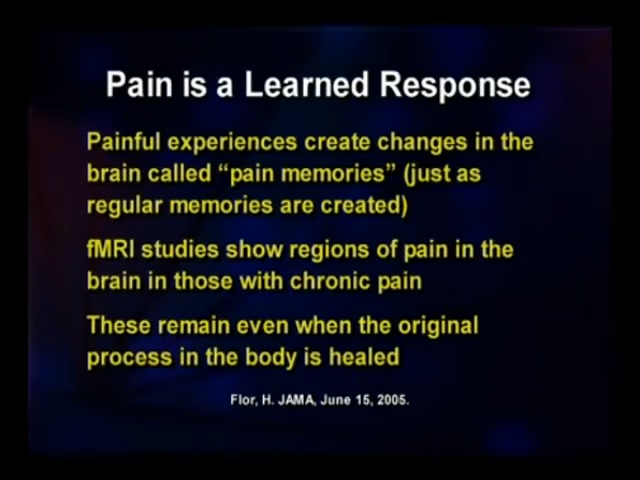 Pain is a Learned Response
Painful experiences create changes in the
brain called “pain memories” (just as
regular memories are created)
fMRI studies show regions of pain in the
brain in those with chronic pain
These remain even when the original
process in the body is healed
Flor, H. JAMA, June 15, 2005.